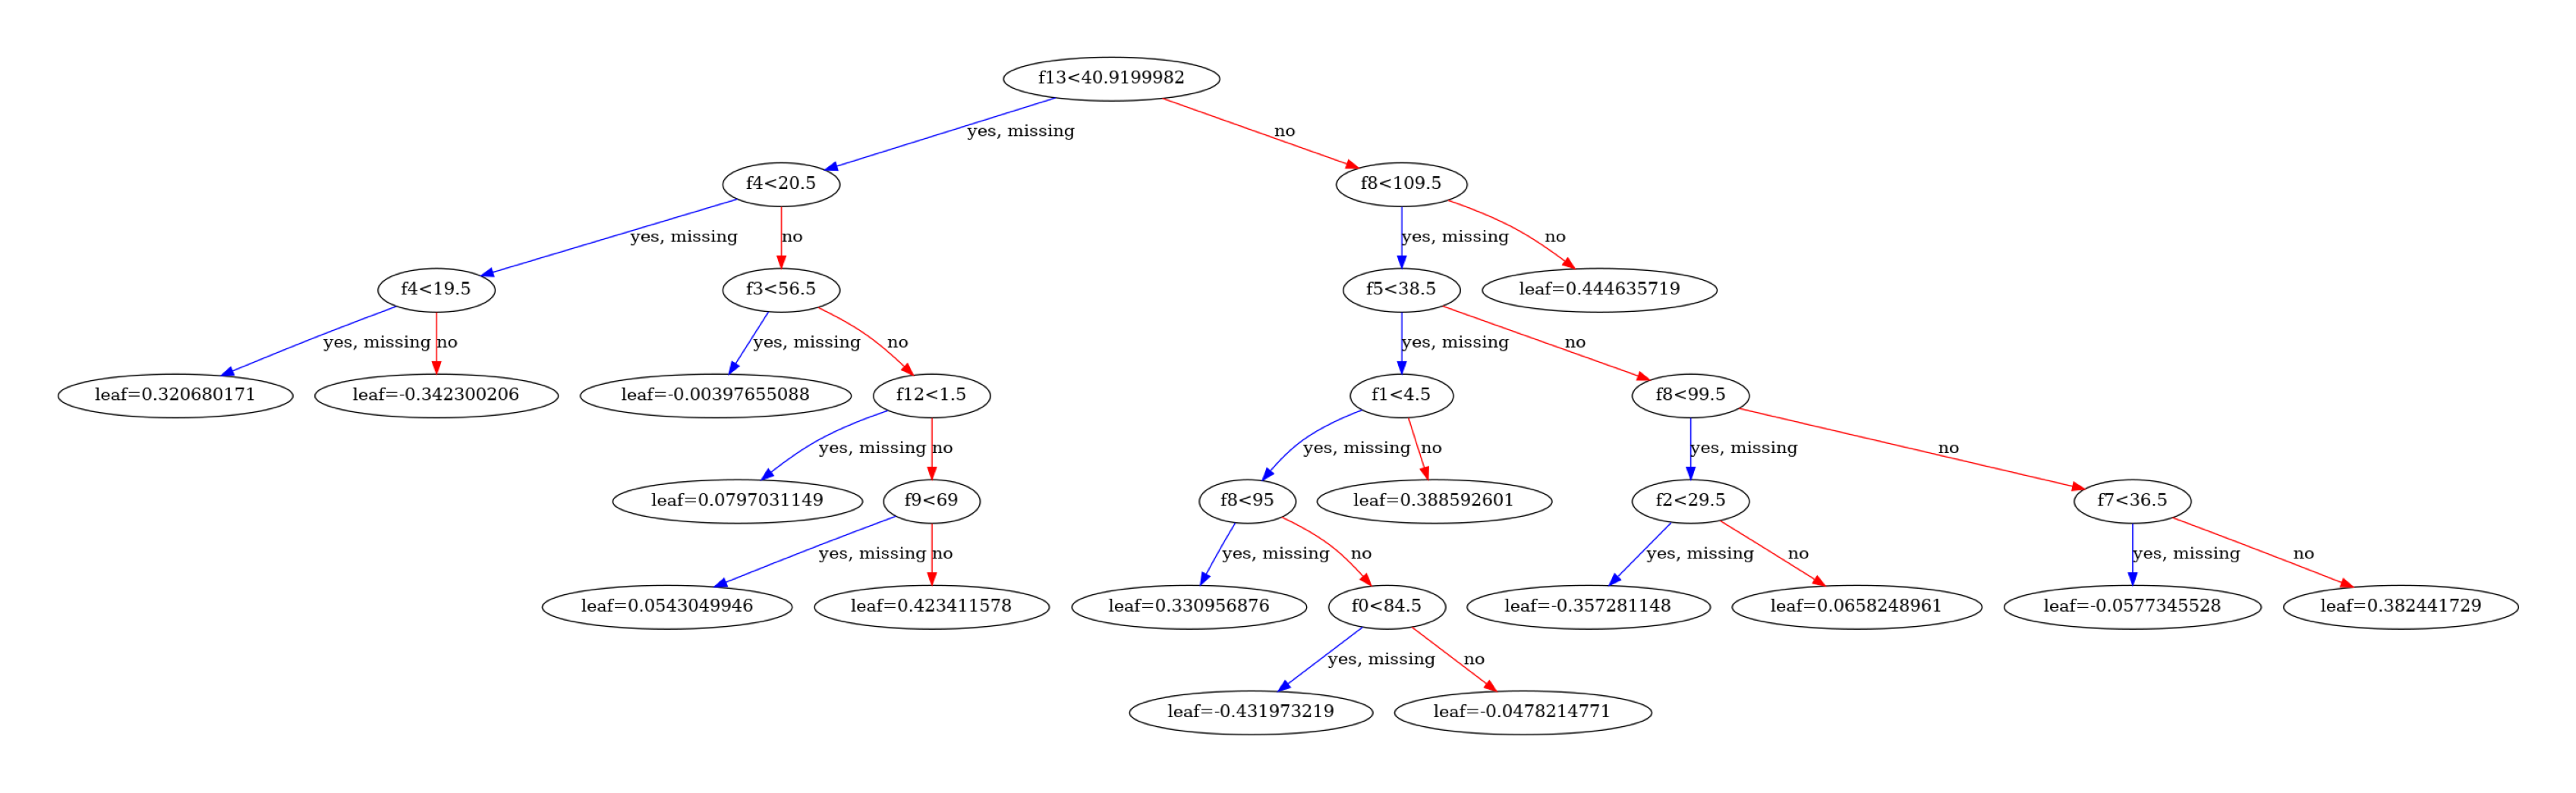 f13<40.9199982
yes, missing
no
f4<20.5
f8<109.5
yes, missing
no
yes, missing
no
f4<19.5
f3<56.5
f5<38.5
leaf=0.444635719
yes, missing
no
yes, missing
no
yes, missing
no
leaf=0.320680171
leaf=-0.342300206
leaf=-0.00397655088
f12<1.5
f1<4.5
f8<99.5
yes, missing
no
yes, missing
no
yes, missing
no
leaf=0.0797031149
f9<69
f8<95
leaf=0.388592601
f2<29.5
f7<36.5
yes, missing
no
yes, missing
no
yes, missing
no
yes, missing
no
leaf=0.0543049946
leaf=0.423411578
leaf=0.330956876
f0<84.5
leaf=-0.357281148
leaf=0.0658248961
leaf=-0.0577345528
leaf=0.382441729
yes, missing
no
leaf=-0.431973219
leaf=-0.0478214771